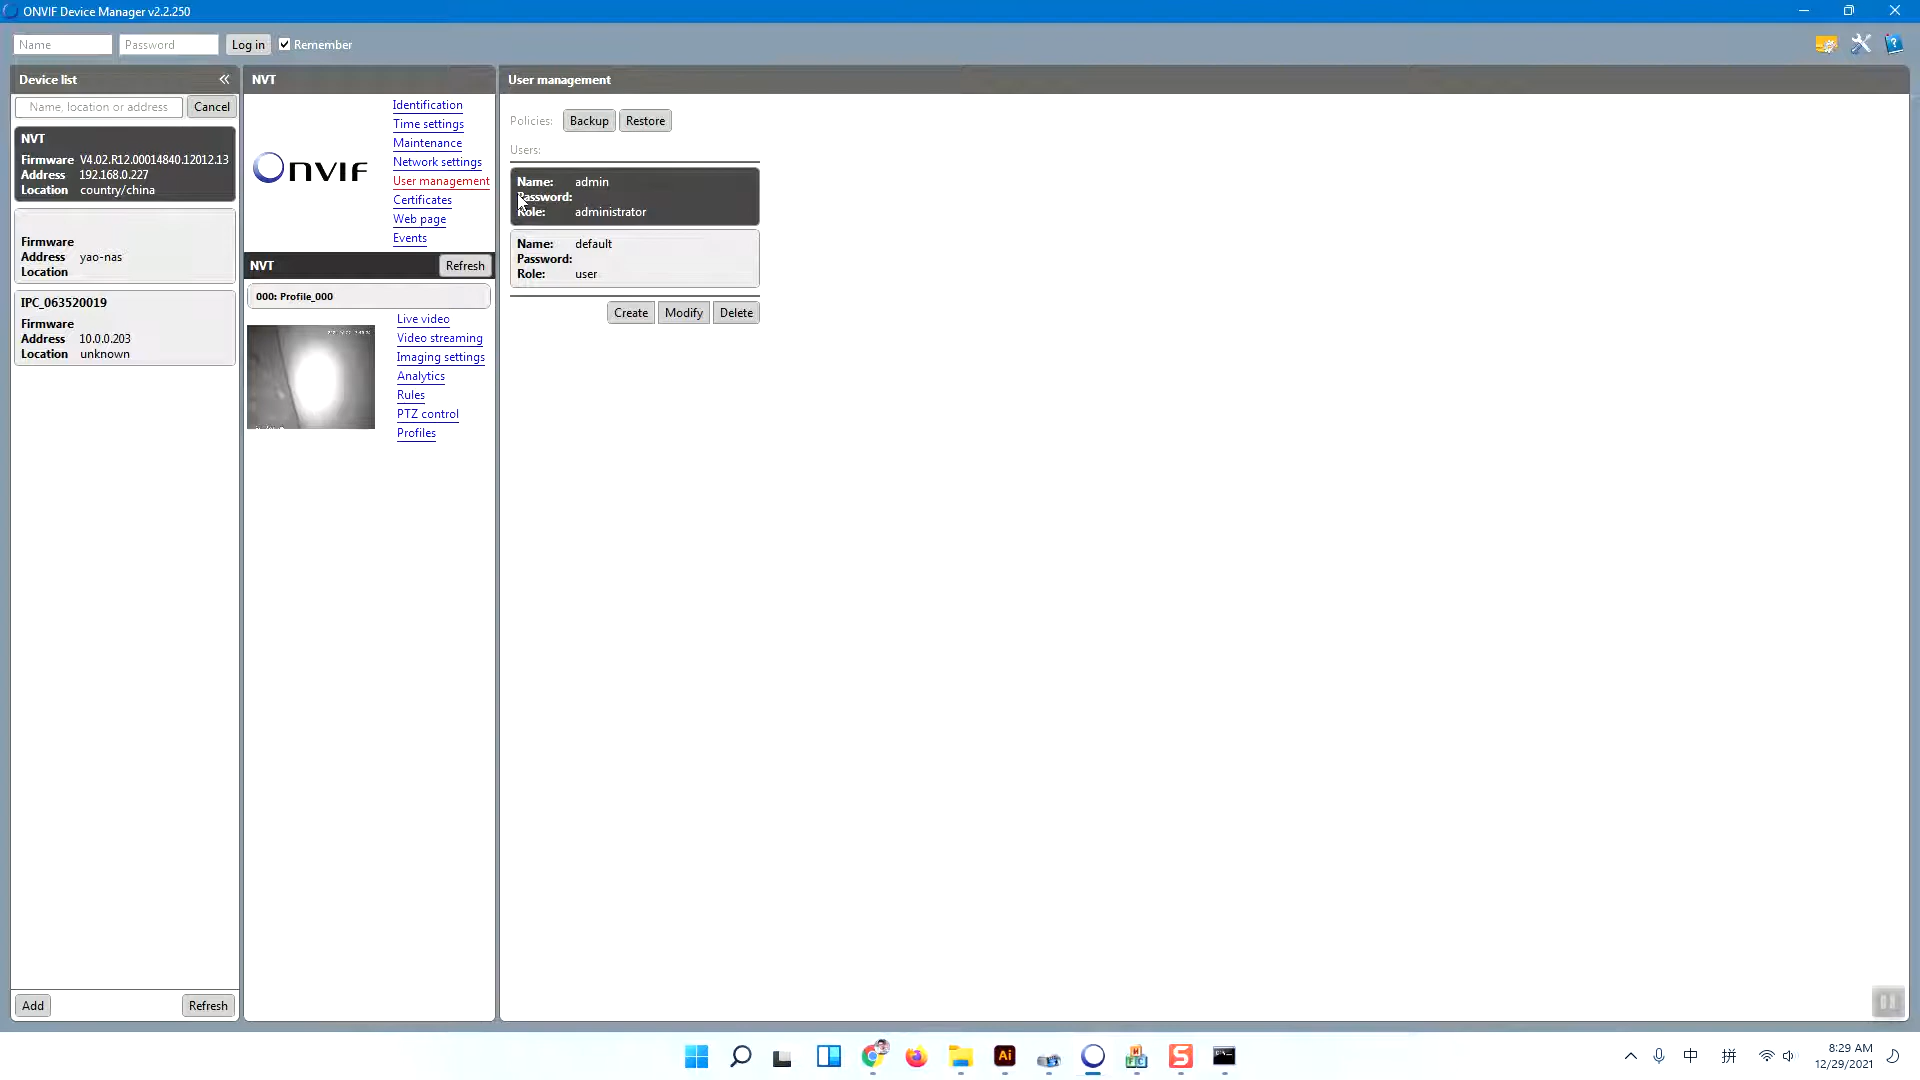 ONVIF Device Manager v2.2.250
Name Password Log in Remember
Device list
Name, location or address Cancel
NVT
Firmware V4.02.R12.00014840.12012.13
Address 192.168.0.227
Location country/china
Firmware
Address yao-nas
Location
IPC_063520019
Firmware
Address 10.0.0.203
Location unknown
Add Refresh
NVT
ONVIF
Identification
Time settings
Maintenance
Network settings
User management
Certificates
Web page
Events
NVT Refresh
000: Profile_000
Live video
Video streaming
Imaging settings
Analytics
Rules
PTZ control
Profiles
User management
Policies: Backup Restore
Users:
Name: admin
Password:
Role: administrator
Name: default
Password:
Role: user
Create Modify Delete
Ai
中
拼
8:29 AM
12/29/2021